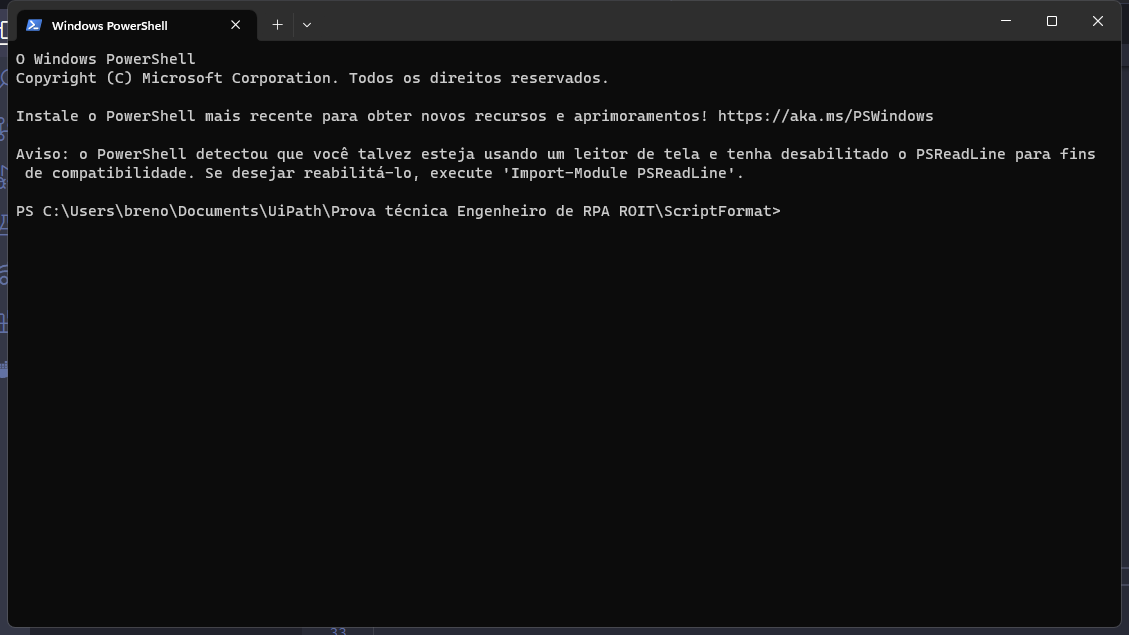 Windows PowerShell
O Windows PowerShell
Copyright (C) Microsoft Corporation. Todos os direitos reservados.
Instale o PowerShell mais recente para obter novos recursos e aprimoramentos! https://aka.ms/PSWindows
Aviso: o PowerShell detectou que você talvez esteja usando um leitor de tela e tenha desabilitado o PSReadLine para fins
de compatibilidade. Se desejar reabilitá-lo, execute 'Import-Module PSReadLine'.
PS C:\Users\breno\Documents\UiPath\Prova técnica Engenheiro de RPA ROIT\ScriptFormat>
33